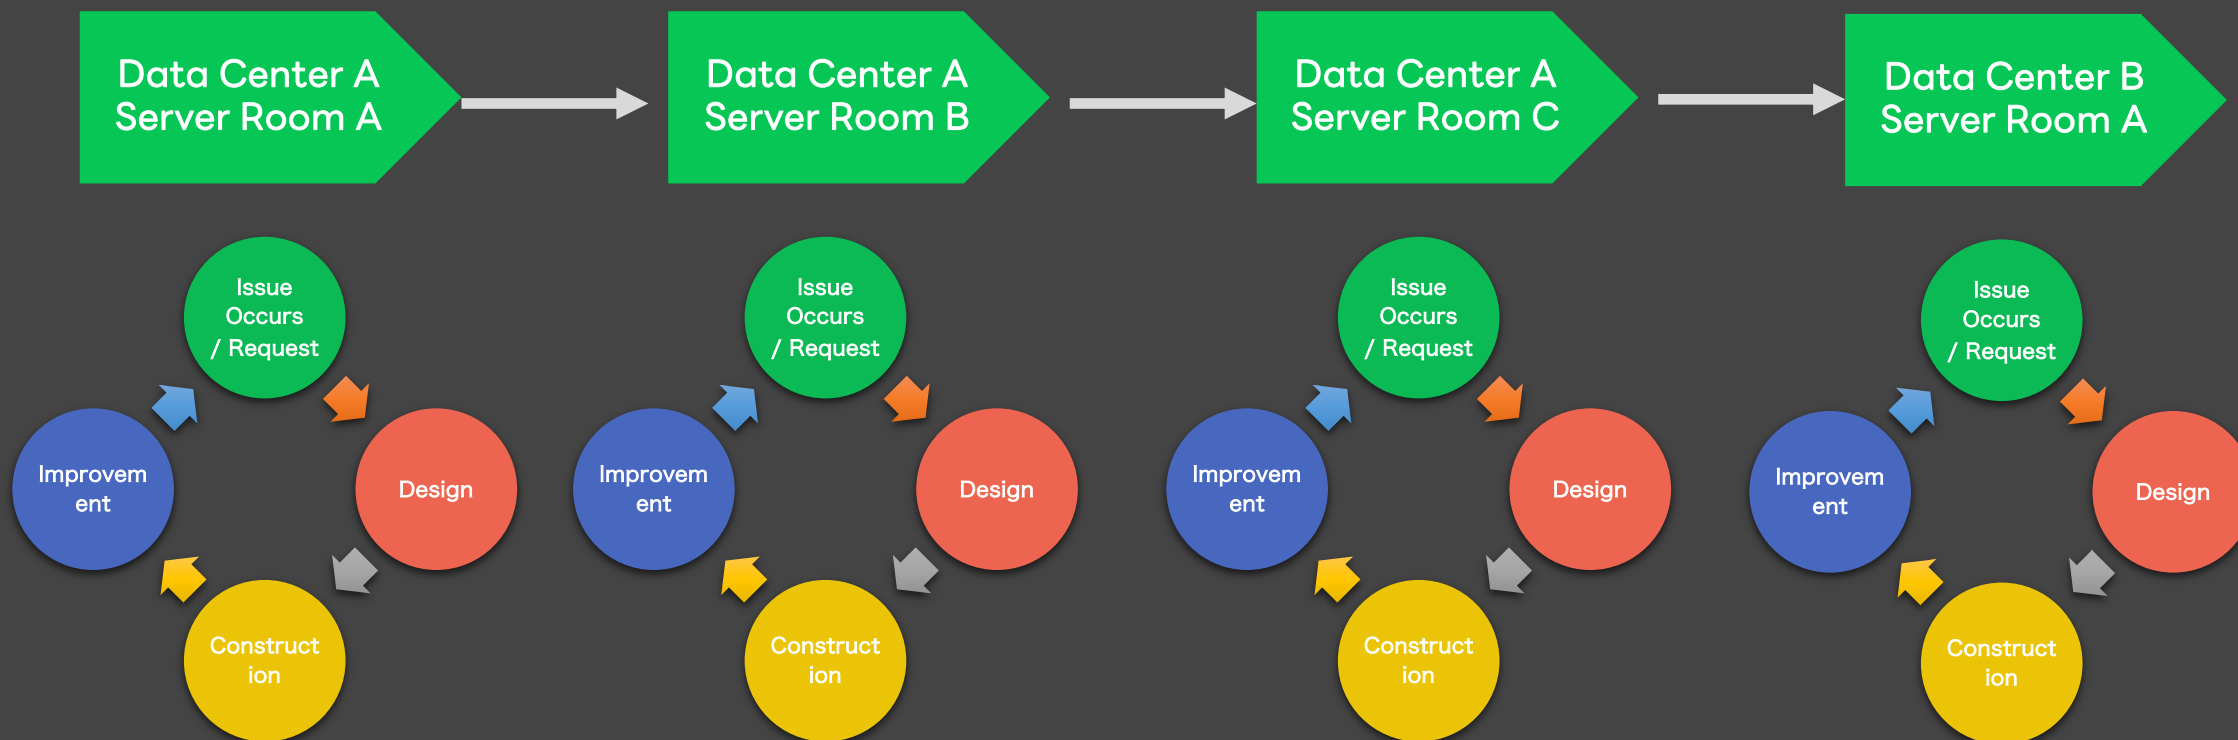 Data Center A
Server Room A
Data Center A
Server Room B
Data Center A
Server Room C
Data Center B
Server Room A
Issue
Occurs
/ Request
Design
Construct
ion
Improvem
ent
Issue
Occurs
/ Request
Design
Construct
ion
Improvem
ent
Issue
Occurs
/ Request
Design
Construct
ion
Improvem
ent
Issue
Occurs
/ Request
Design
Construct
ion
Improvem
ent